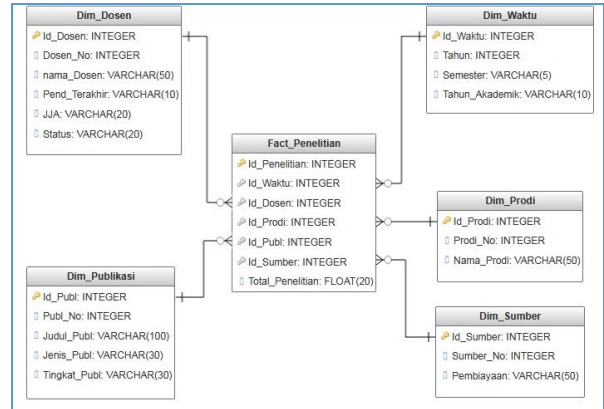 Dim_Dosen
Id_Dosen: INTEGER
Dosen_No: INTEGER
nama_Dosen: VARCHAR(50)
Pend_Terakhir: VARCHAR(10)
JJA: VARCHAR(20)
Status: VARCHAR(20)
Dim_Waktu
Id_Waktu: INTEGER
Tahun: INTEGER
Semester: VARCHAR(5)
Tahun_Akademik: VARCHAR(10)
Fact_Penelitian
Id_Penelitian: INTEGER
Id_Waktu: INTEGER
Id_Dosen: INTEGER
Id_Prodi: INTEGER
Id_Publ: INTEGER
Id_Sumber: INTEGER
Total_Penelitian: FLOAT(20)
Dim_Prodi
Id_Prodi: INTEGER
Prodi_No: INTEGER
Nama_Prodi: VARCHAR(50)
Dim_Publikasi
Id_Publ: INTEGER
Publ_No: INTEGER
Judul_Publ: VARCHAR(100)
Jenis_Publ: VARCHAR(30)
Tingkat_Publ: VARCHAR(30)
Dim_Sumber
Id_Sumber: INTEGER
Sumber_No: INTEGER
Pembiayaan: VARCHAR(50)